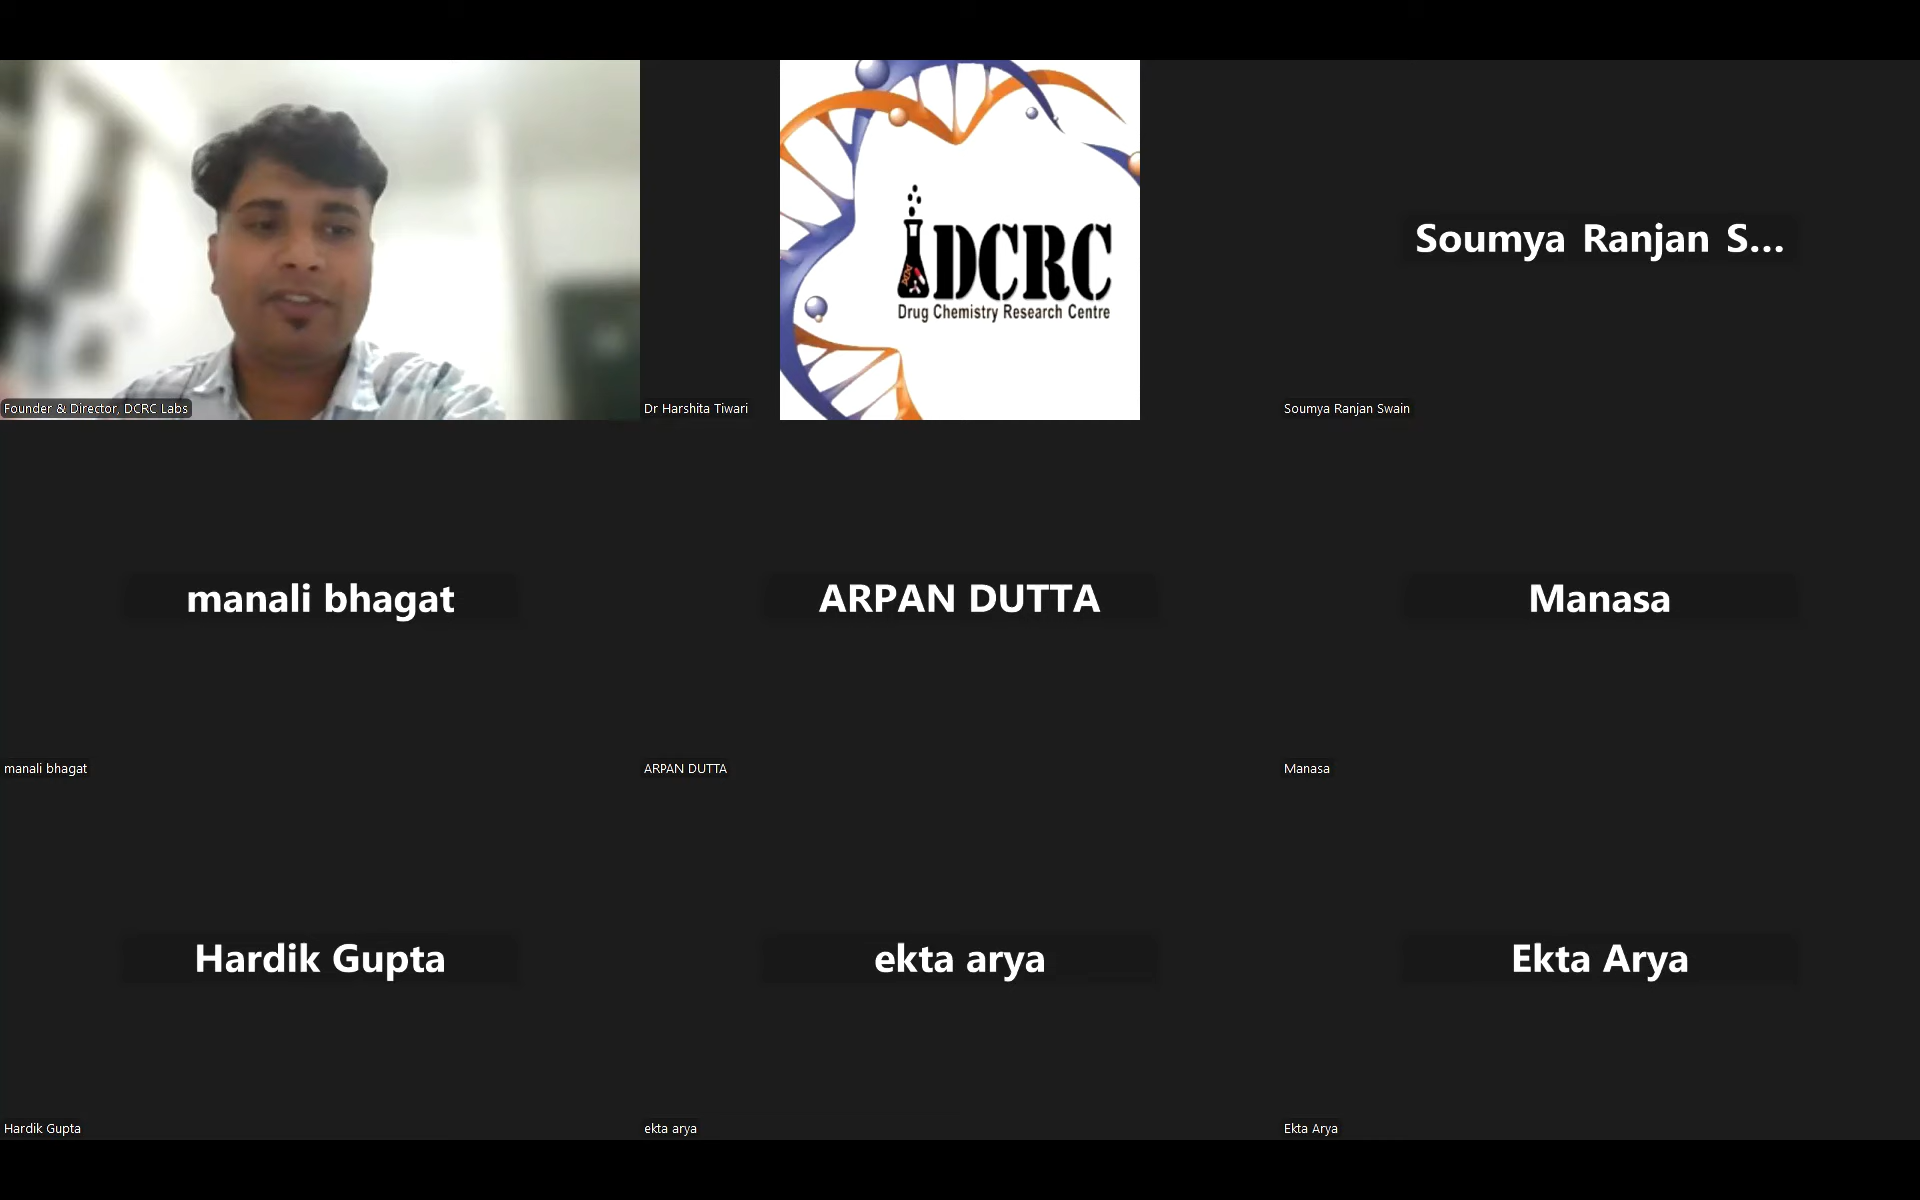 DCRC
Drug Chemistry Research Centre
Soumya Ranjan S...
Founder & Director, DCRC Labs
Dr Harshita Tiwari
Soumya Ranjan Swain
manali bhagat
ARPAN DUTTA
Manasa
manali bhagat
ARPAN DUTTA
Manasa
Hardik Gupta
ekta arya
Ekta Arya
Hardik Gupta
ekta arya
Ekta Arya